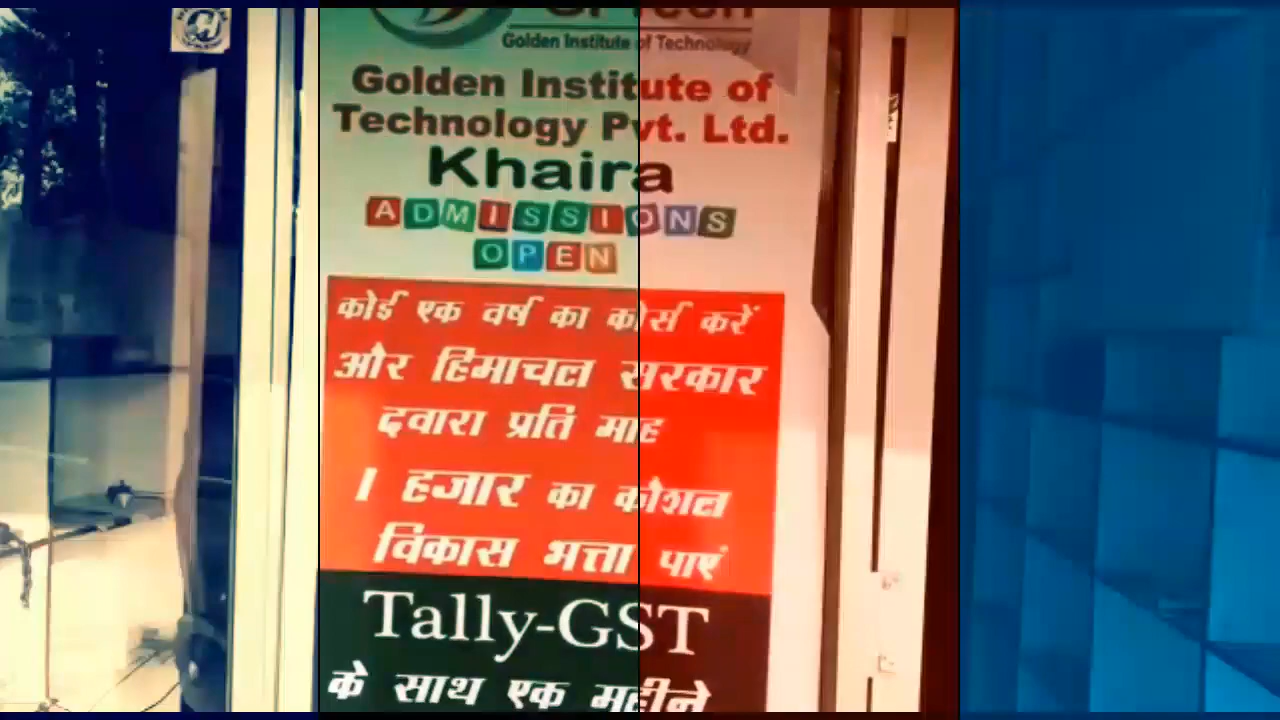 Golden Institute of Technology
Golden Institute of
Technology Pvt. Ltd.
Khaira
ADMISSIONS
OPEN
कोई एक वर्ष का कोर्स करें
और हिमाचल सरकार
दवारा प्रति माह
1 हजार का कौशल
विकास भत्ता पाएं
Tally-GST
के साथ एक महीने